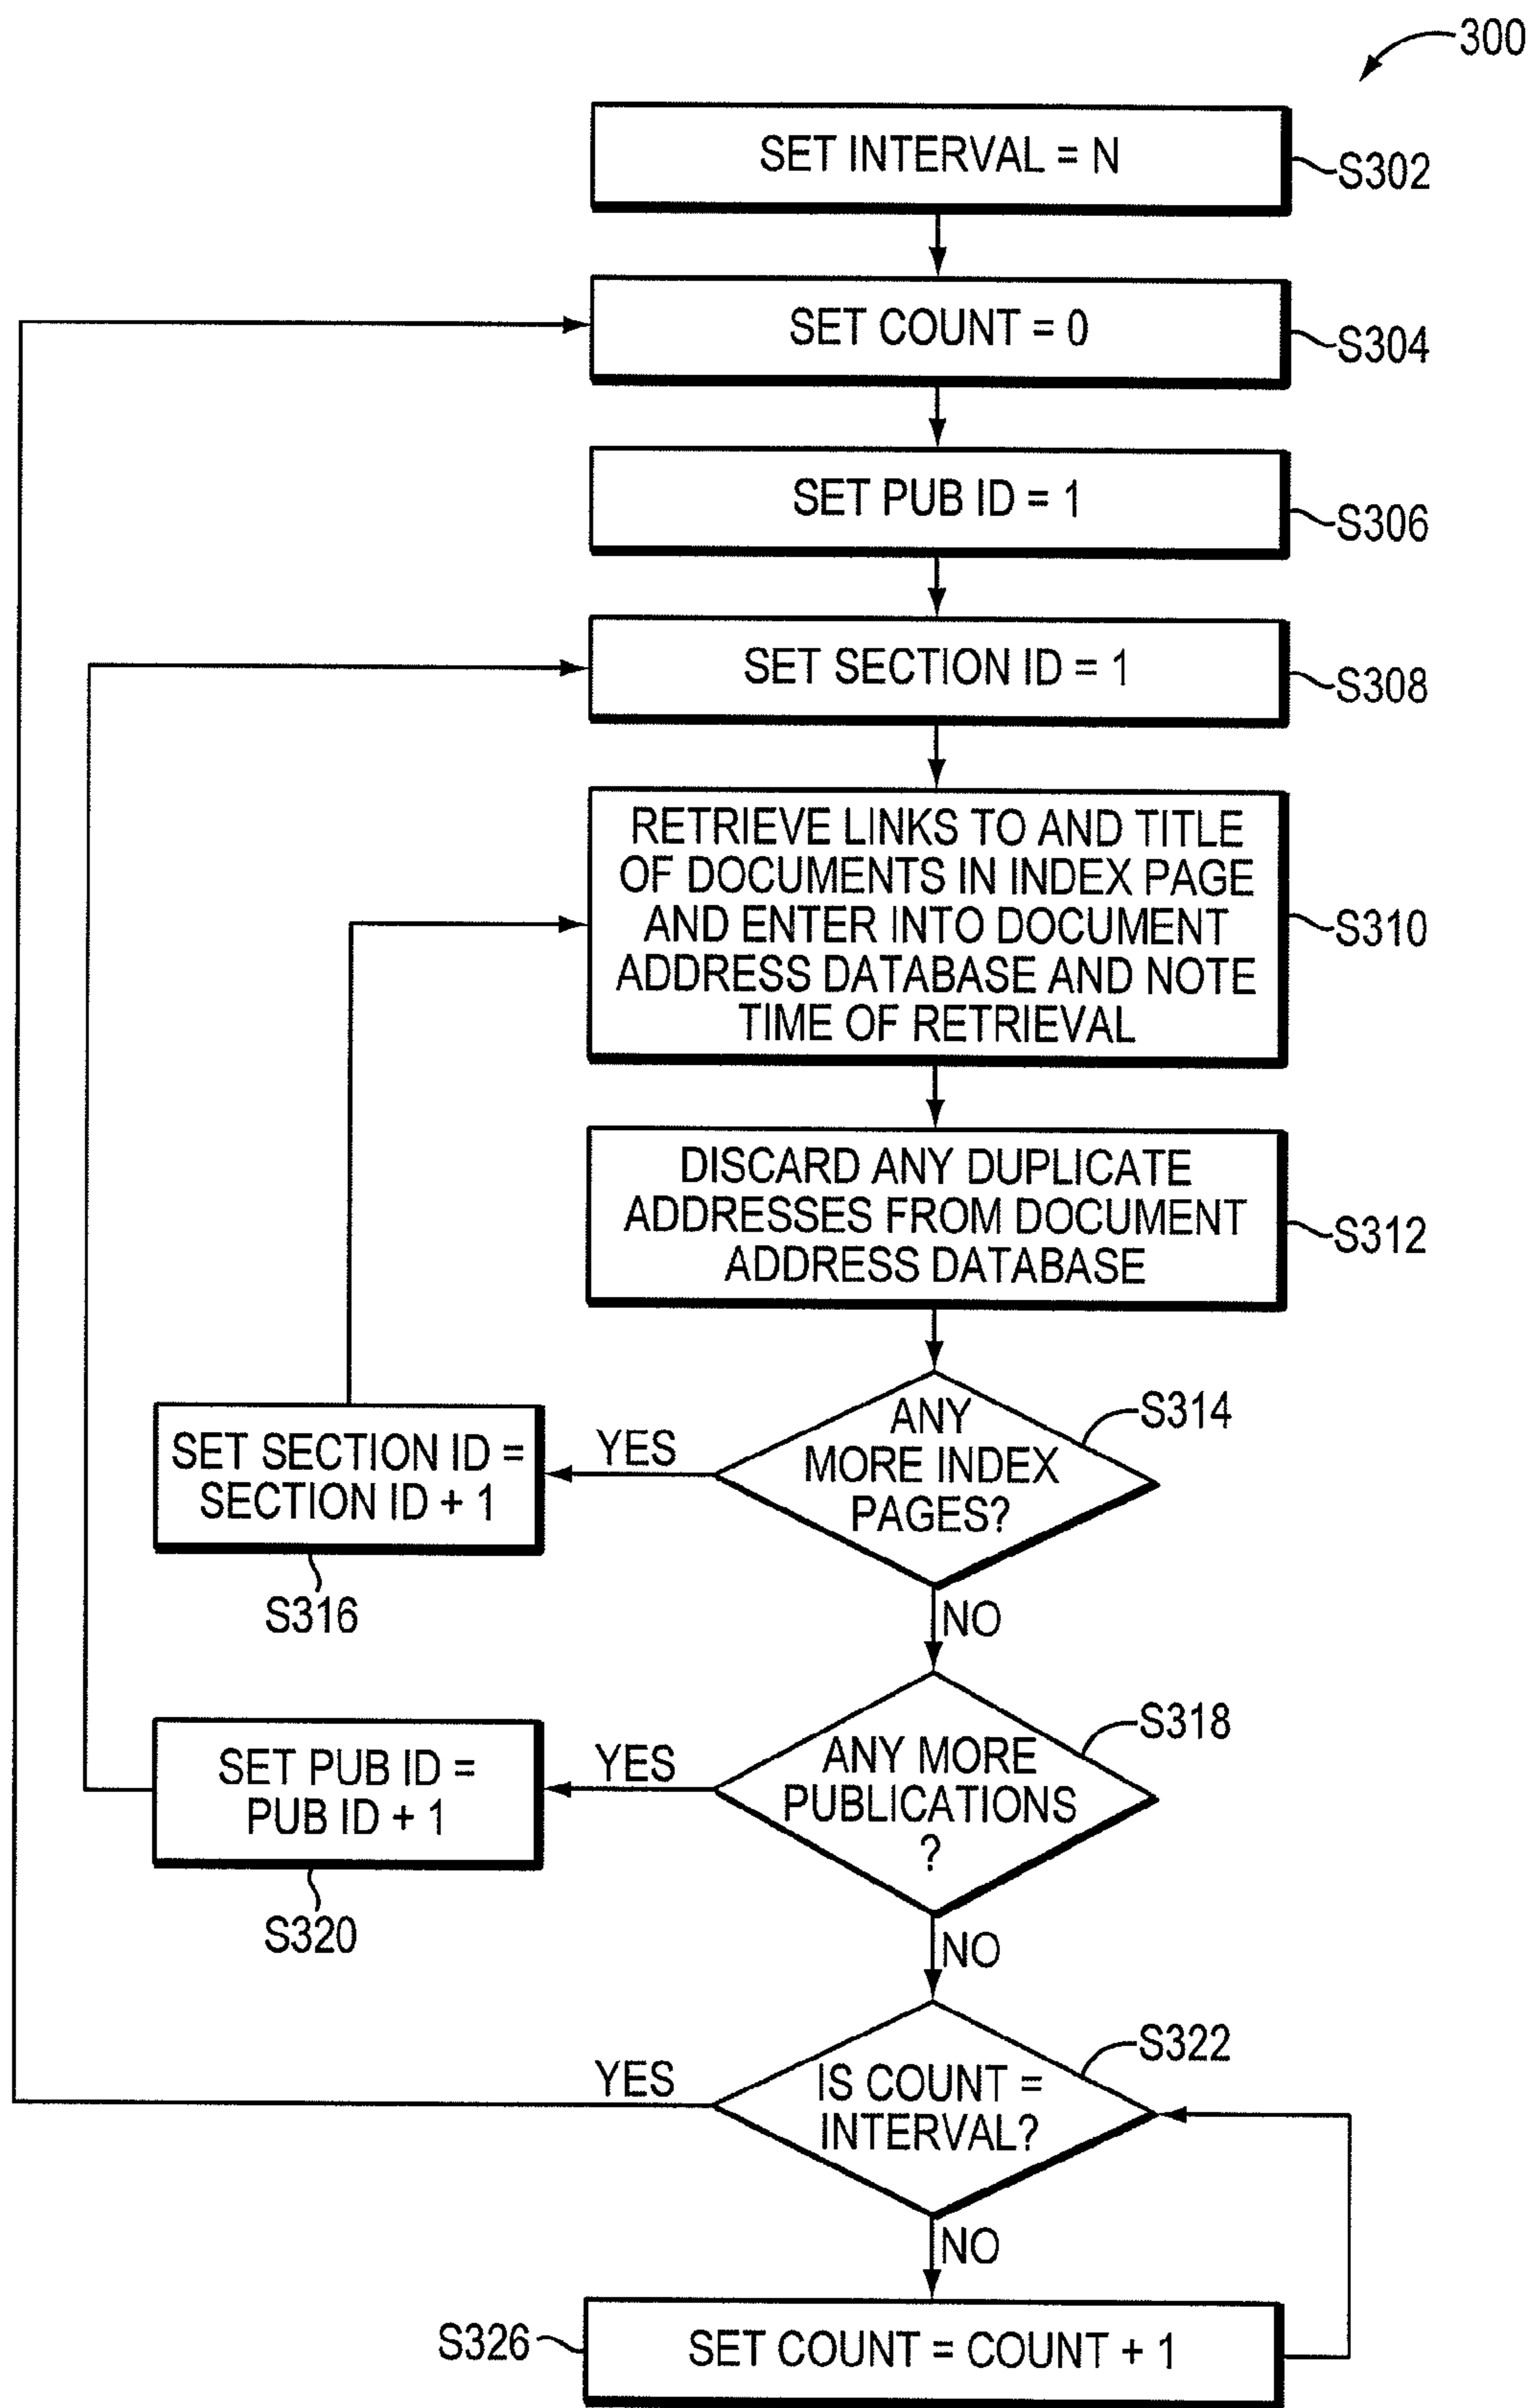 300
SET INTERVAL = N
S302
SET COUNT = 0
S304
SET PUB ID = 1
S306
SET SECTION ID = 1
S308
RETRIEVE LINKS TO AND TITLE
OF DOCUMENTS IN INDEX PAGE
AND ENTER INTO DOCUMENT
ADDRESS DATABASE AND NOTE
TIME OF RETRIEVAL
S310
DISCARD ANY DUPLICATE
ADDRESSES FROM DOCUMENT
ADDRESS DATABASE
S312
ANY
MORE INDEX
PAGES?
S314
YES
SET SECTION ID =
SECTION ID + 1
S316
NO
ANY MORE
PUBLICATIONS
?
S318
YES
SET PUB ID =
PUB ID + 1
S320
NO
IS COUNT =
INTERVAL?
S322
YES
NO
S326
SET COUNT = COUNT + 1